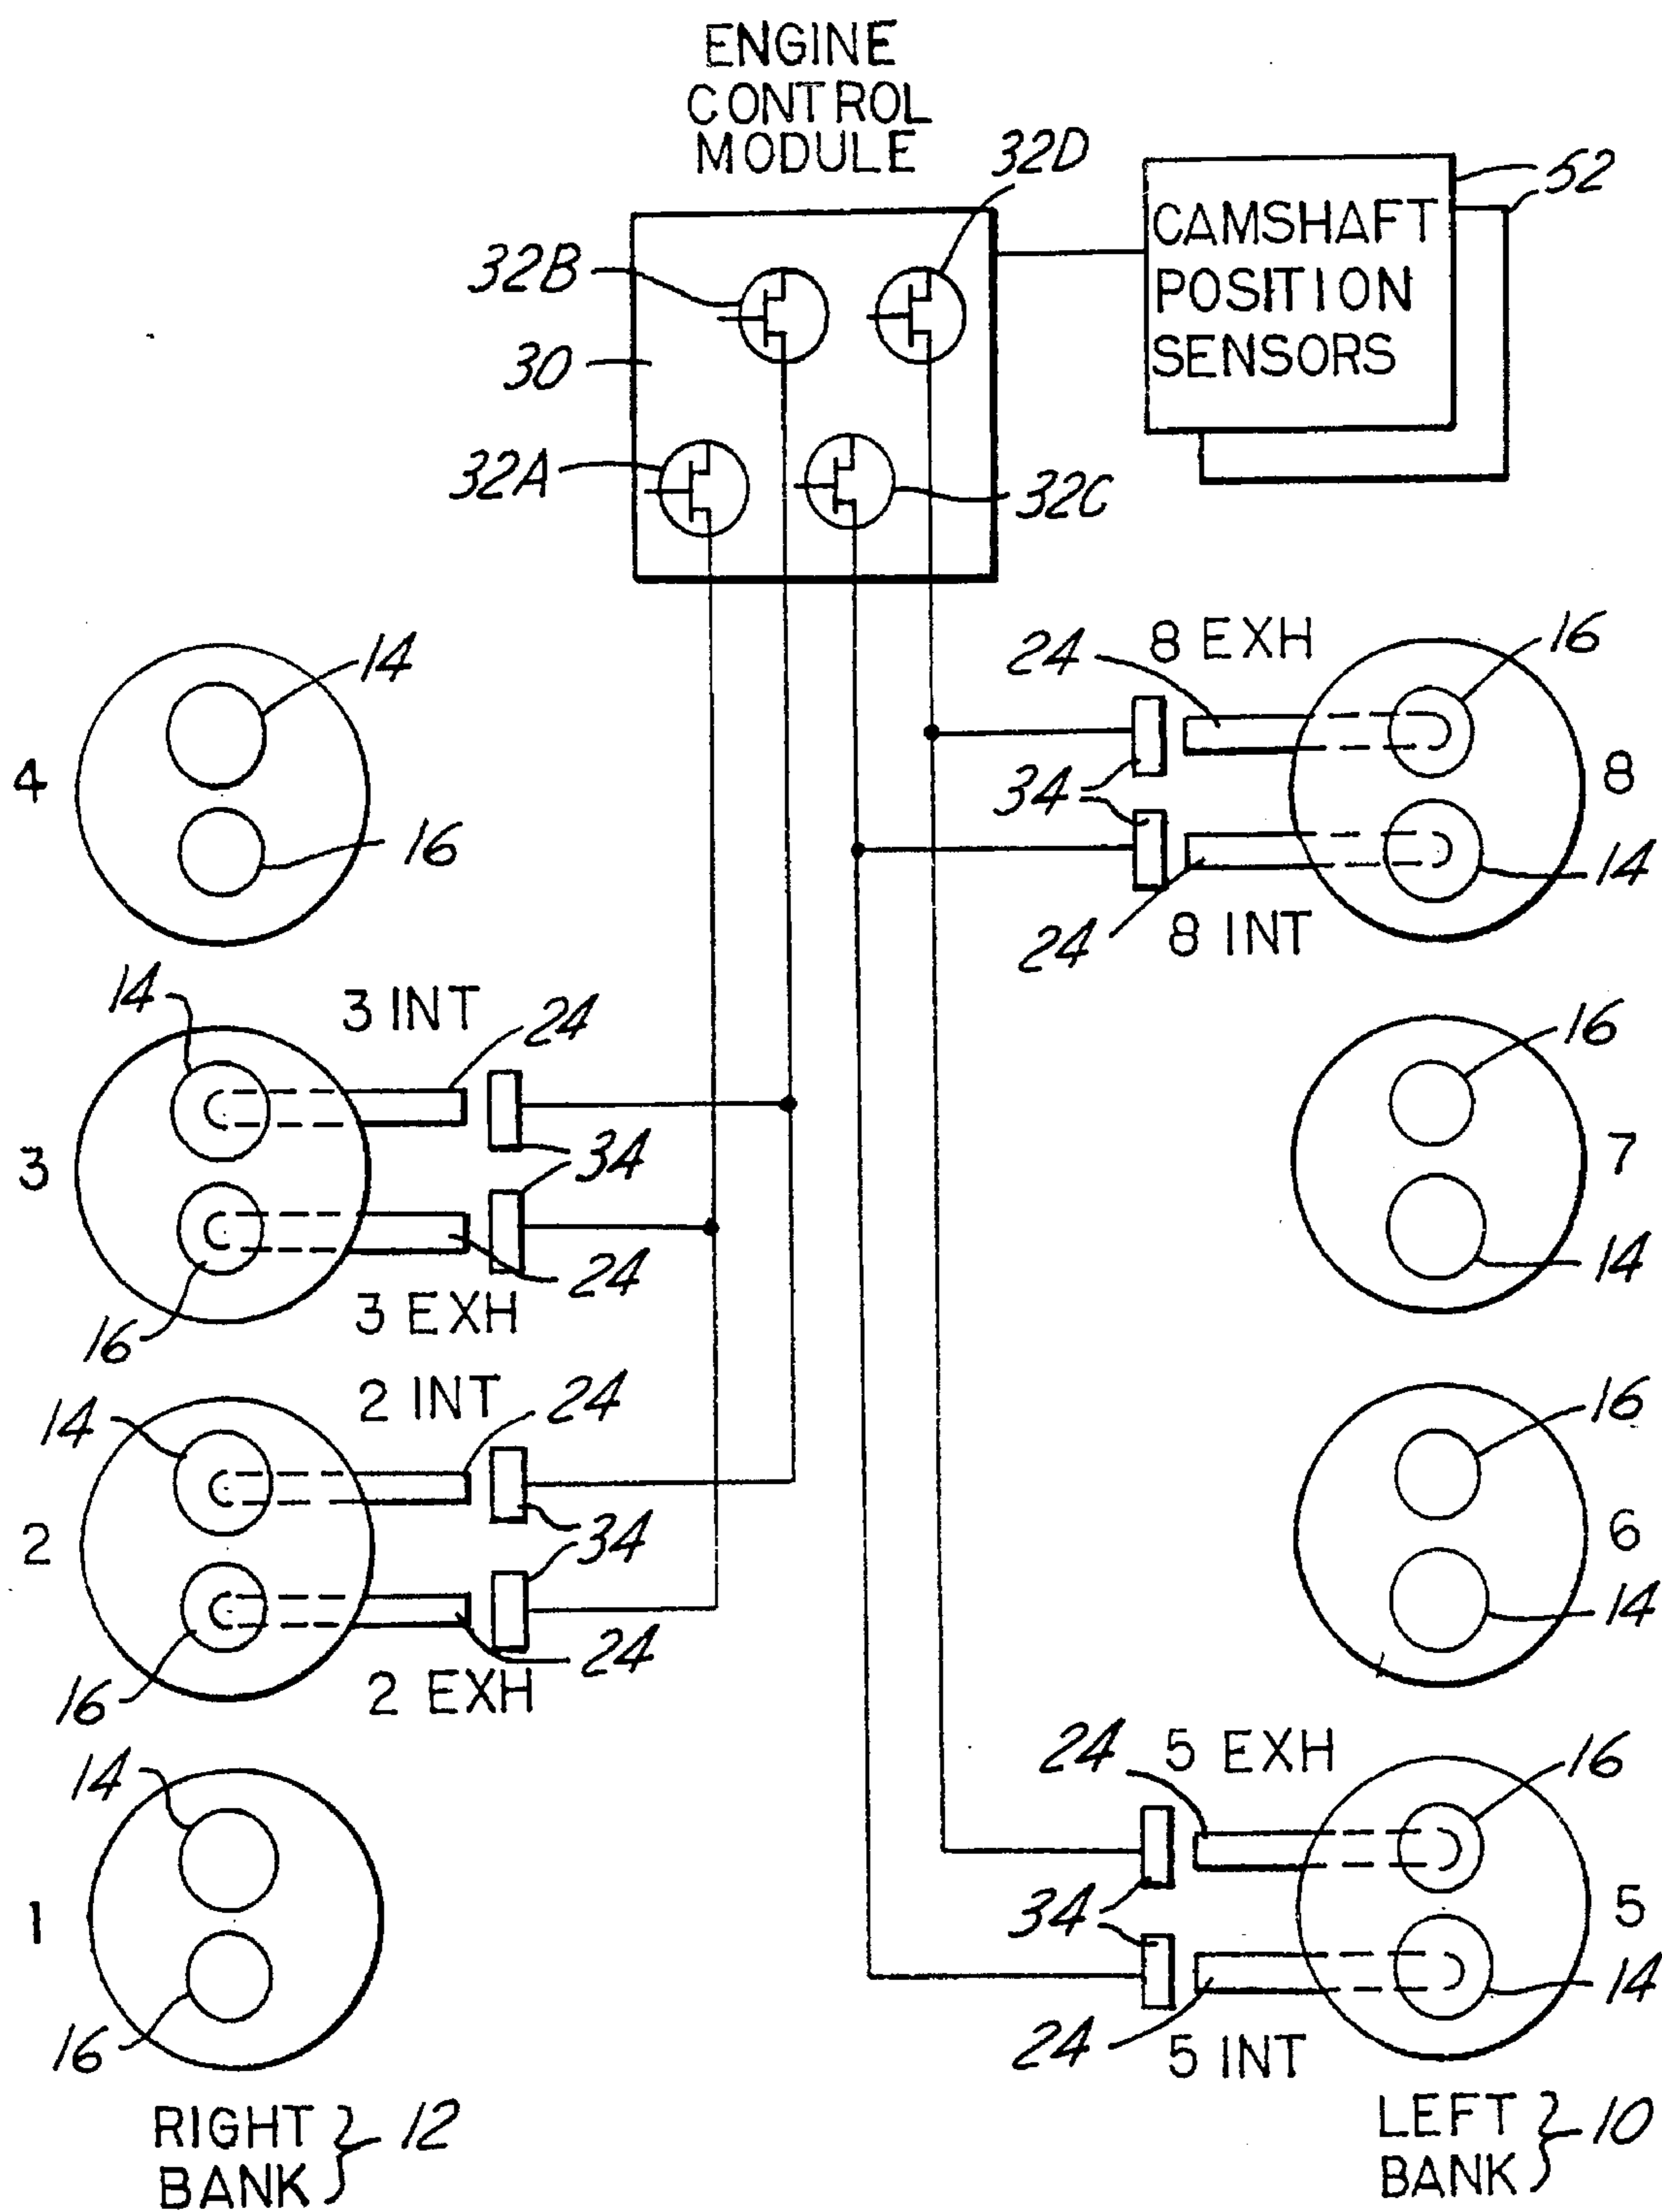 ENGINE
CONTROL
MODULE
32D
52
CAMSHAFT
POSITION
SENSORS
32B
30
32A
32C
14
16
4
24
8 EXH
16
34
8
14
24
8 INT
14
3 INT
24
3
34
24
3 EXH
16
16
7
14
2 INT
24
14
2
34
24
2 EXH
16
16
6
14
14
1
16
24
5 EXH
16
34
5
14
24
5 INT
RIGHT
BANK
12
LEFT
BANK
10